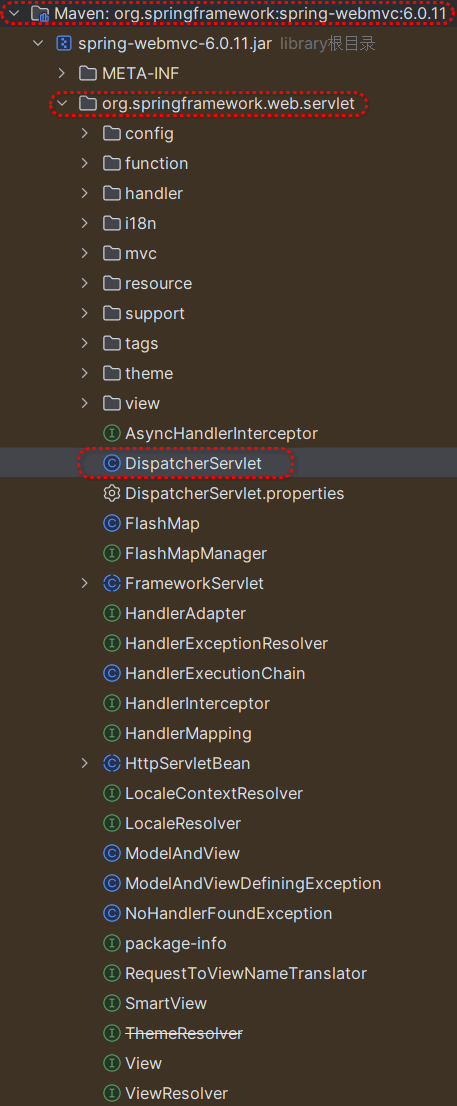 Maven: org.springframework:spring-webmvc:6.0.11
spring-webmvc-6.0.11.jar library根目录
META-INF
org.springframework.web.servlet
config
function
handler
i18n
mvc
resource
support
tags
theme
view
AsyncHandlerInterceptor
DispatcherServlet
DispatcherServlet.properties
FlashMap
FlashMapManager
FrameworkServlet
HandlerAdapter
HandlerExceptionResolver
HandlerExecutionChain
HandlerInterceptor
HandlerMapping
HttpServletBean
LocaleContextResolver
LocaleResolver
ModelAndView
ModelAndViewDefiningException
NoHandlerFoundException
package-info
RequestToViewNameTranslator
SmartView
ThemeResolver
View
ViewResolver